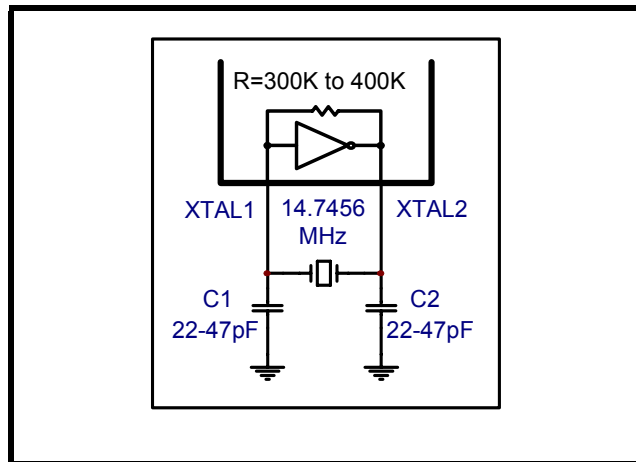 R=300K to 400K
XTAL1
14.7456
MHz
XTAL2
C1
22-47pF
C2
22-47pF